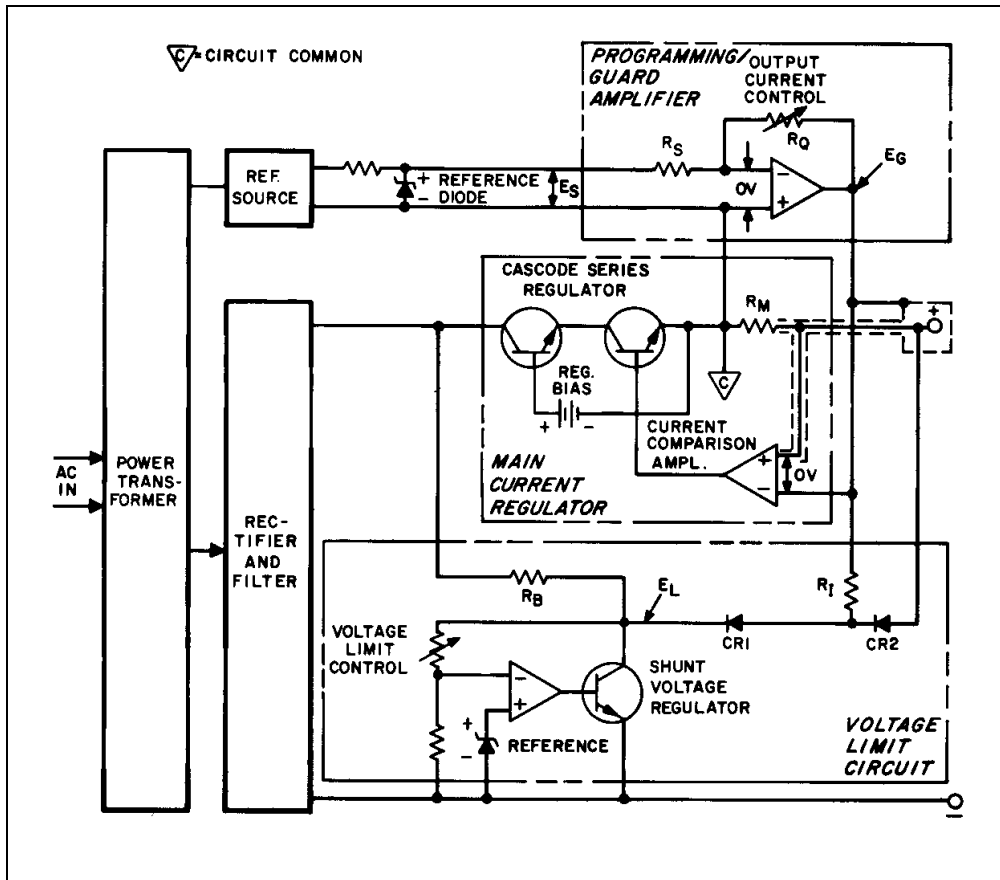 C = CIRCUIT COMMON
PROGRAMMING/
GUARD
AMPLIFIER
OUTPUT
CURRENT
CONTROL
RS
RQ
EG
REF.
SOURCE
+
-
REFERENCE
DIODE
ES
OV
-
+
CASCODE SERIES
REGULATOR
RM
+
C
REG.
BIAS
+
-
CURRENT
COMPARISON
AMPL.
+
-
OV
MAIN
CURRENT
REGULATOR
AC
IN
POWER
TRANS-
FORMER
REC-
TIFIER
AND
FILTER
RB
EL
RI
CR1
CR2
VOLTAGE
LIMIT
CONTROL
-
+
SHUNT
VOLTAGE
REGULATOR
+
-
REFERENCE
VOLTAGE
LIMIT
CIRCUIT
-